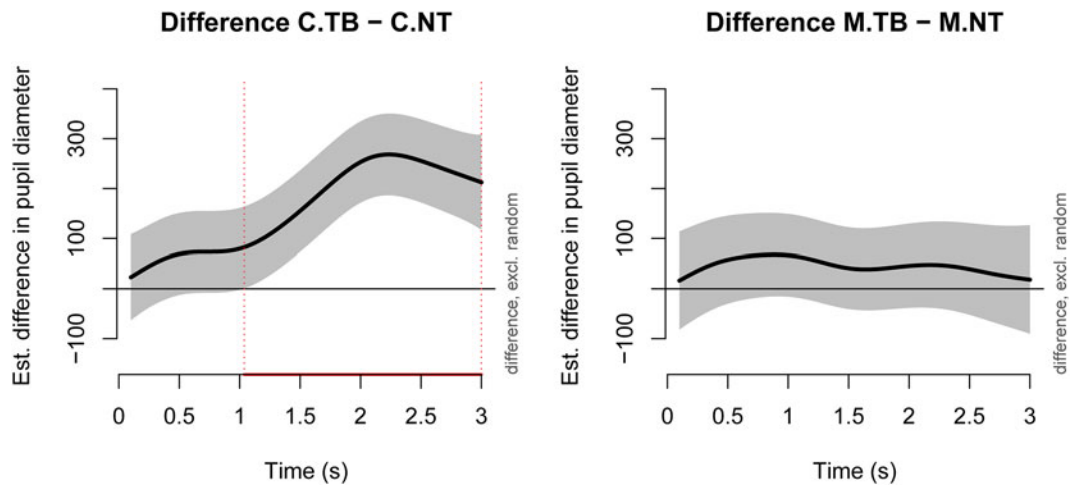 Difference C.TB − C.NT
Est. difference in pupil diameter
300
100
−100
0 0.5 1 1.5 2 2.5 3
Time (s)
difference, excl. random
Difference M.TB − M.NT
Est. difference in pupil diameter
300
100
−100
0 0.5 1 1.5 2 2.5 3
Time (s)
difference, excl. random